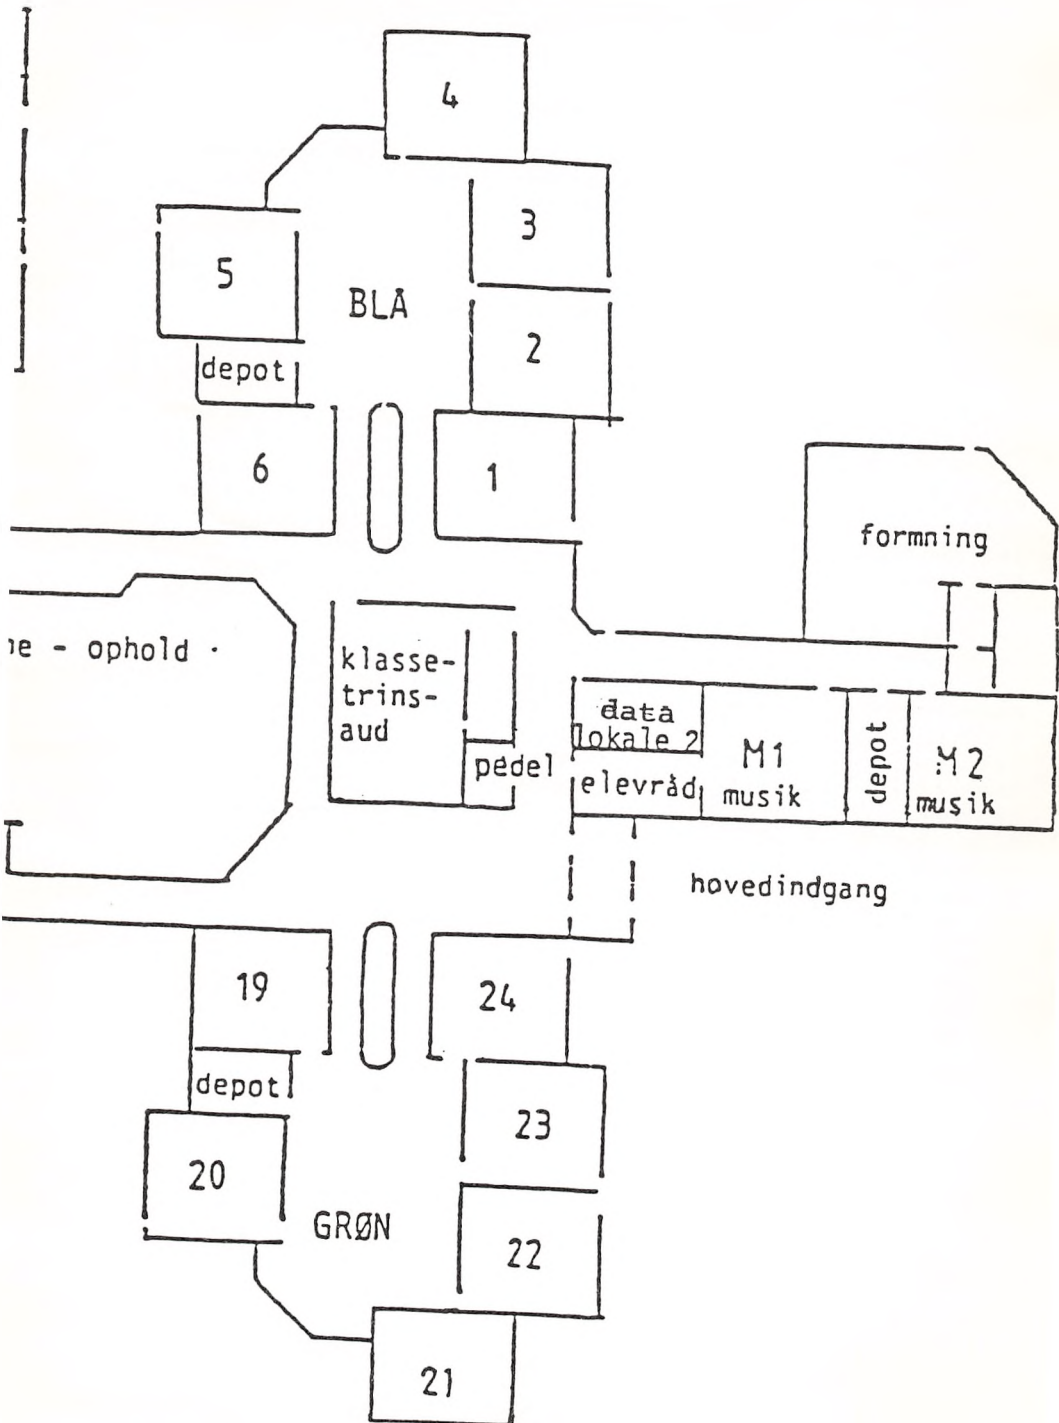 4
3
5
BLÅ
2
depot
6
1
formning
- ophold
klasse-
trins-
aud
data
lokale 2
pedel
elevråd
M1
musik
depot
M2
musik
hovedindgang
19
24
depot
23
20
GRØN
22
21